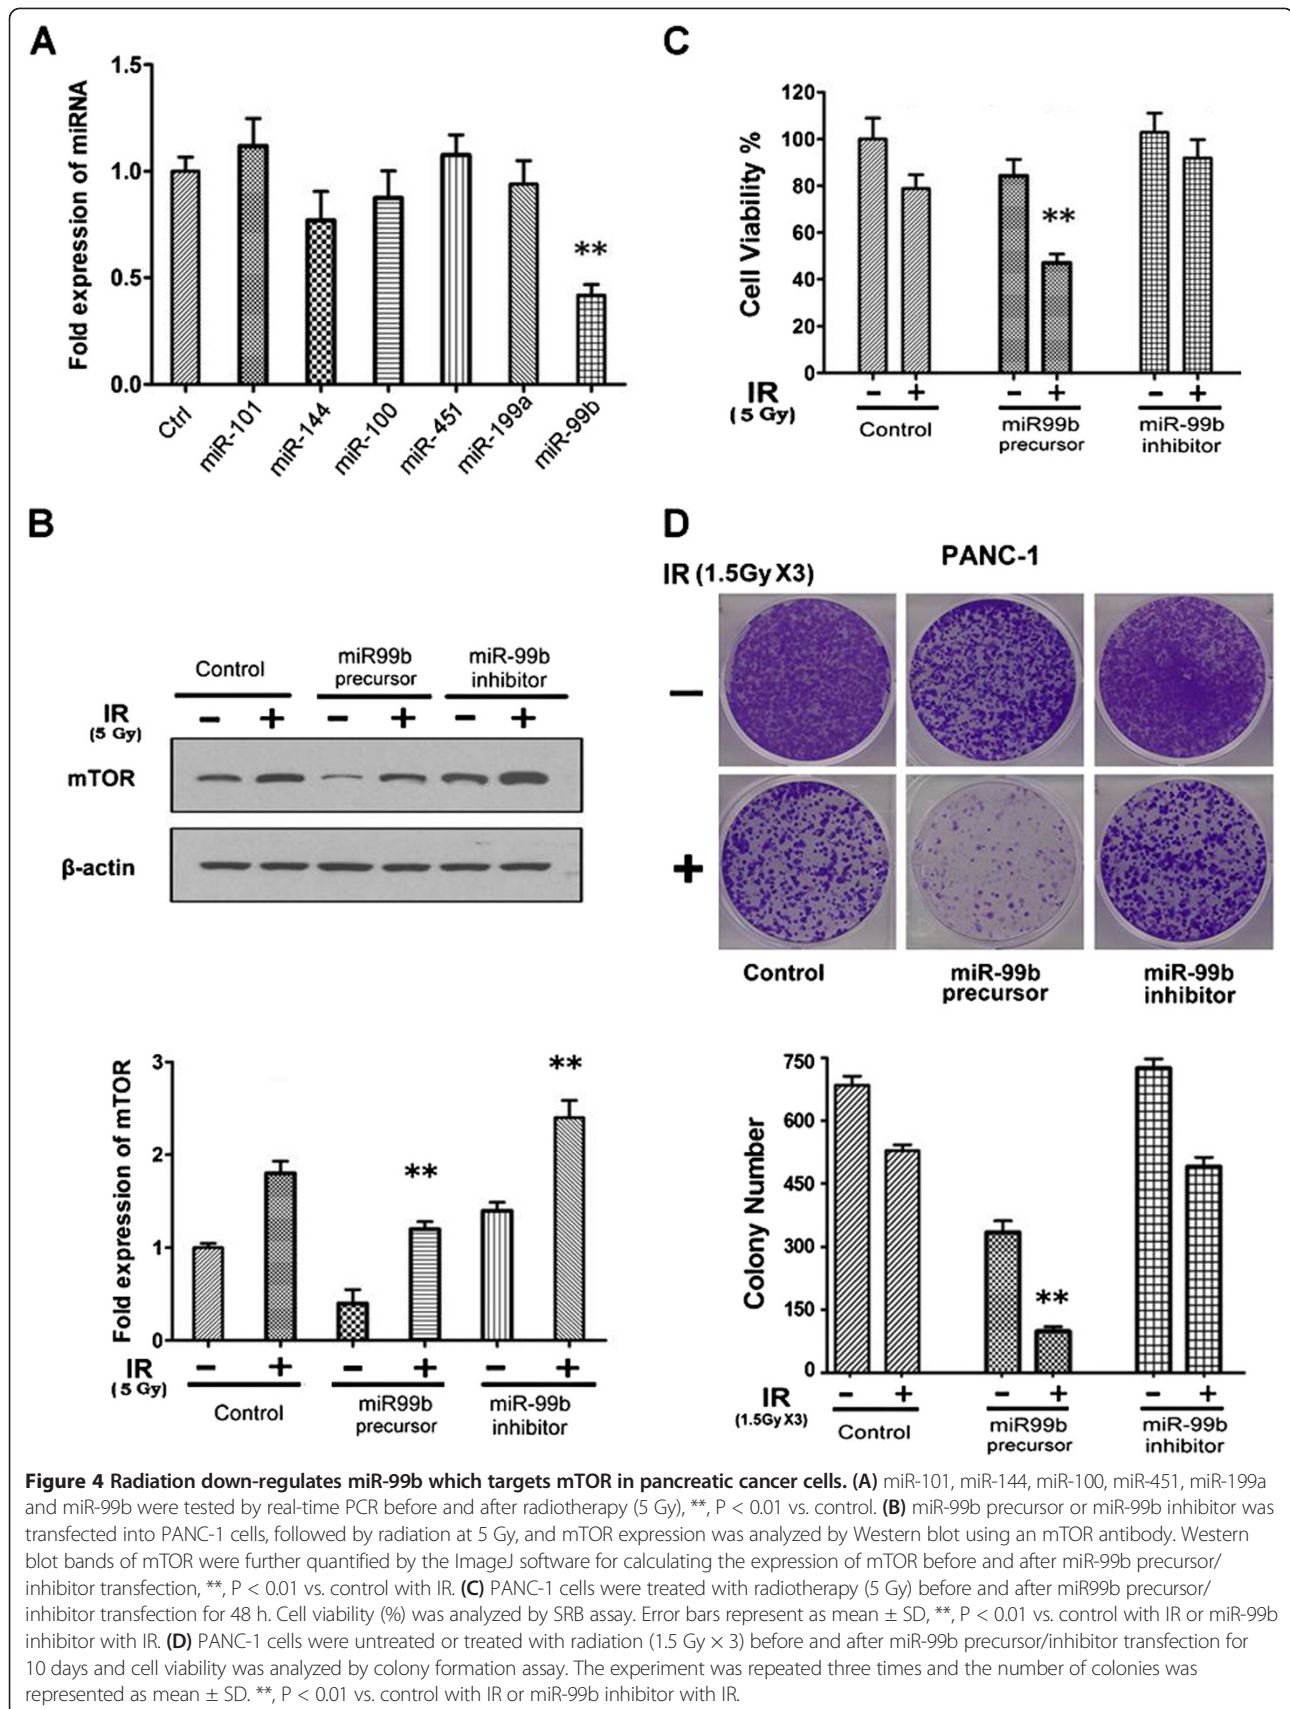 A
1.5
1.0
0.5
0.0
Fold expression of miRNA
**
Ctrl
miR-101
miR-144
miR-100
miR-451
miR-199a
miR-99b
C
120
100
80
60
40
20
0
Cell Viability %
**
IR
(5 Gy)
− + − + − +
Control
miR99b
precursor
miR-99b
inhibitor
B
Control
miR99b
precursor
miR-99b
inhibitor
IR
(5 Gy)
− + − + − +
mTOR
β-actin
3
2
1
0
Fold expression of mTOR
**
**
IR
(5 Gy)
− + − + − +
Control
miR99b
precursor
miR-99b
inhibitor
D
PANC-1
IR (1.5Gy X3)
−
+
Control
miR-99b
precursor
miR-99b
inhibitor
750
600
450
300
150
0
Colony Number
**
IR
(1.5Gy X3)
− + − + − +
Control
miR99b
precursor
miR-99b
inhibitor
Figure 4 Radiation down-regulates miR-99b which targets mTOR in pancreatic cancer cells. (A) miR-101, miR-144, miR-100, miR-451, miR-199a
and miR-99b were tested by real-time PCR before and after radiotherapy (5 Gy), **, P < 0.01 vs. control. (B) miR-99b precursor or miR-99b inhibitor was
transfected into PANC-1 cells, followed by radiation at 5 Gy, and mTOR expression was analyzed by Western blot using an mTOR antibody. Western
blot bands of mTOR were further quantified by the ImageJ software for calculating the expression of mTOR before and after miR-99b precursor/
inhibitor transfection, **, P < 0.01 vs. control with IR. (C) PANC-1 cells were treated with radiotherapy (5 Gy) before and after miR99b precursor/
inhibitor transfection for 48 h. Cell viability (%) was analyzed by SRB assay. Error bars represent as mean ± SD, **, P < 0.01 vs. control with IR or miR-99b
inhibitor with IR. (D) PANC-1 cells were untreated or treated with radiation (1.5 Gy × 3) before and after miR-99b precursor/inhibitor transfection for
10 days and cell viability was analyzed by colony formation assay. The experiment was repeated three times and the number of colonies was
represented as mean ± SD. **, P < 0.01 vs. control with IR or miR-99b inhibitor with IR.